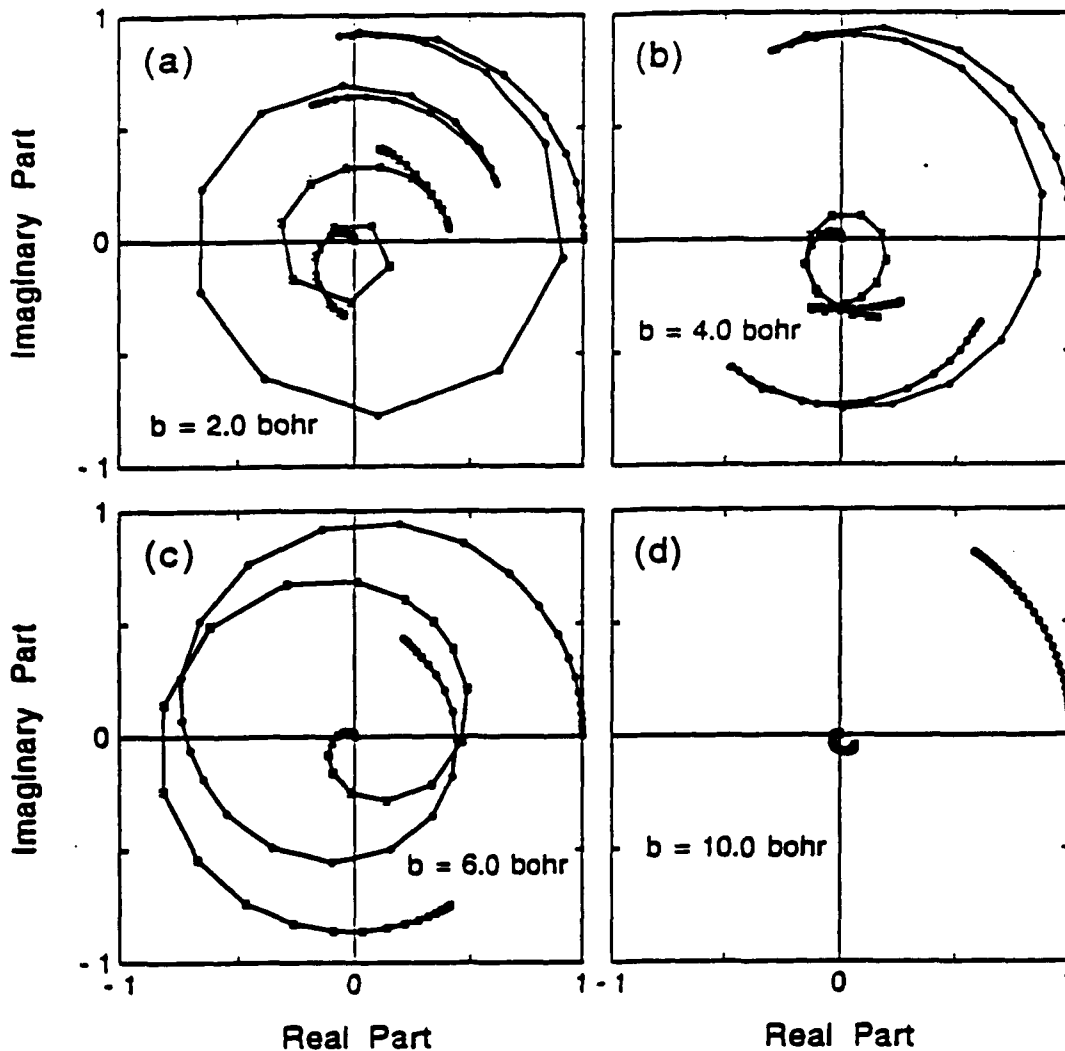 1
(a)
(b)
Imaginary Part
0
b = 2.0 bohr
b = 4.0 bohr
- 1
1
(c)
(d)
Imaginary Part
0
b = 6.0 bohr
b = 10.0 bohr
- 1
- 1
0
1
- 1
0
Real Part
Real Part